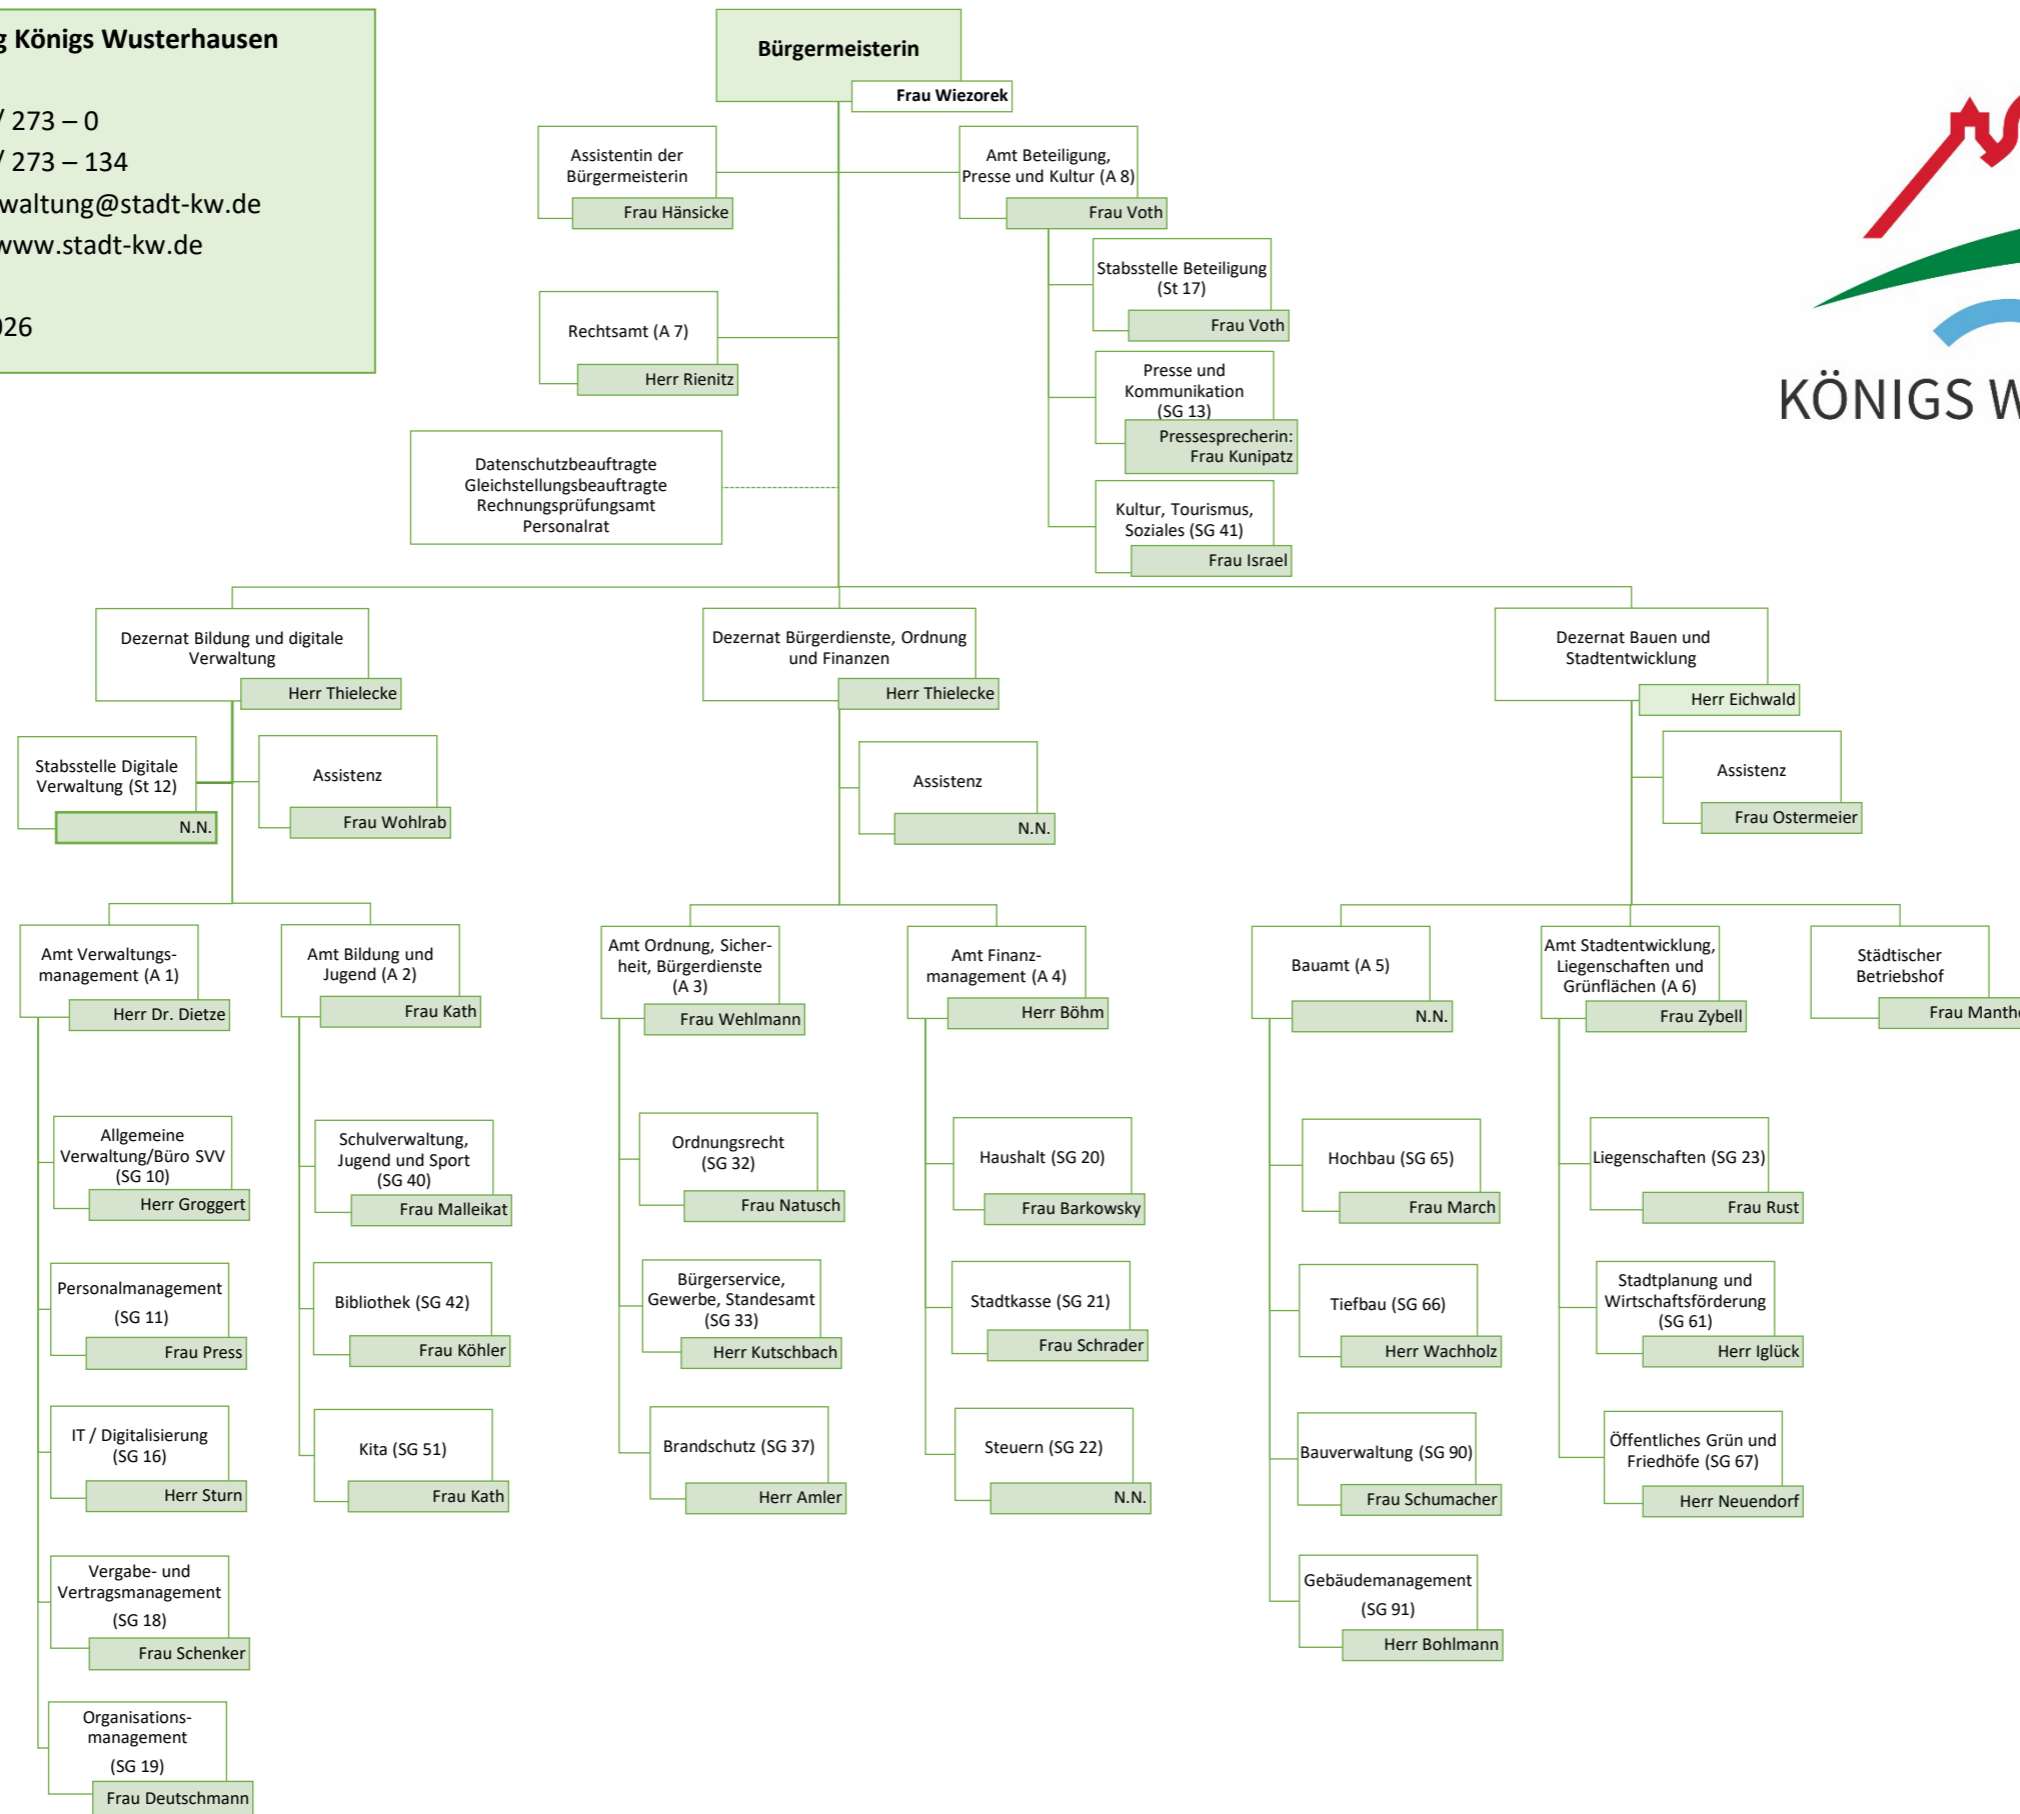 Königs Wusterhausen
/ 273 – 0
/ 273 – 134
waltung@stadt-kw.de
www.stadt-kw.de
Bürgermeisterin
Frau Wiezorek
Assistentin der
Bürgermeisterin
Frau Hänsicke
Amt Beteiligung,
Presse und Kultur (A 8)
Frau Voth
Stabsstelle Beteiligung
(St 17)
Frau Voth
Rechtsamt (A 7)
Herr Rienitz
Presse und
Kommunikation
(SG 13)
Pressesprecherin:
Frau Kunipatz
Datenschutzbeauftragte
Gleichstellungsbeauftragte
Rechnungsprüfungsamt
Personalrat
Kultur, Tourismus,
Soziales (SG 41)
Frau Israel
KÖNIGS
Dezernat Bildung und digitale
Verwaltung
Herr Thielecke
Dezernat Bürgerdienste, Ordnung
und Finanzen
Herr Thielecke
Dezernat Bauen und
Stadtentwicklung
Herr Eichwald
Stabsstelle Digitale
Verwaltung (St 12)
N.N.
Assistenz
Frau Wohlrab
Assistenz
N.N.
Assistenz
Frau Ostermeier
Amt Verwaltungs-
management (A 1)
Herr Dr. Dietze
Amt Bildung und
Jugend (A 2)
Frau Kath
Amt Ordnung, Sicher-
heit, Bürgerdienste
(A 3)
Frau Wehlmann
Amt Finanz-
management (A 4)
Herr Böhm
Bauamt (A 5)
N.N.
Amt Stadtentwicklung,
Liegenschaften und
Grünflächen (A 6)
Frau Zybell
Städtischer
Betriebshof
Frau
Allgemeine
Verwaltung/Büro SVV
(SG 10)
Herr Groggert
Schulverwaltung,
Jugend und Sport
(SG 40)
Frau Malleikat
Ordnungsrecht
(SG 32)
Frau Natusch
Haushalt (SG 20)
Frau Barkowsky
Hochbau (SG 65)
Frau March
Liegenschaften (SG 23)
Frau Rust
Personalmanagement
(SG 11)
Frau Press
Bibliothek (SG 42)
Frau Köhler
Bürgerservice,
Gewerbe, Standesamt
(SG 33)
Herr Kutschbach
Stadtkasse (SG 21)
Frau Schrader
Tiefbau (SG 66)
Herr Wachholz
Stadtplanung und
Wirtschaftsförderung
(SG 61)
Herr Iglück
IT / Digitalisierung
(SG 16)
Herr Sturn
Kita (SG 51)
Frau Kath
Brandschutz (SG 37)
Herr Amler
Steuern (SG 22)
N.N.
Bauverwaltung (SG 90)
Frau Schumacher
Öffentliches Grün und
Friedhöfe (SG 67)
Herr Neuendorf
Vergabe- und
Vertragsmanagement
(SG 18)
Frau Schenker
Gebäudemanagement
(SG 91)
Herr Bohlmann
Organisations-
management
(SG 19)
Frau Deutschmann